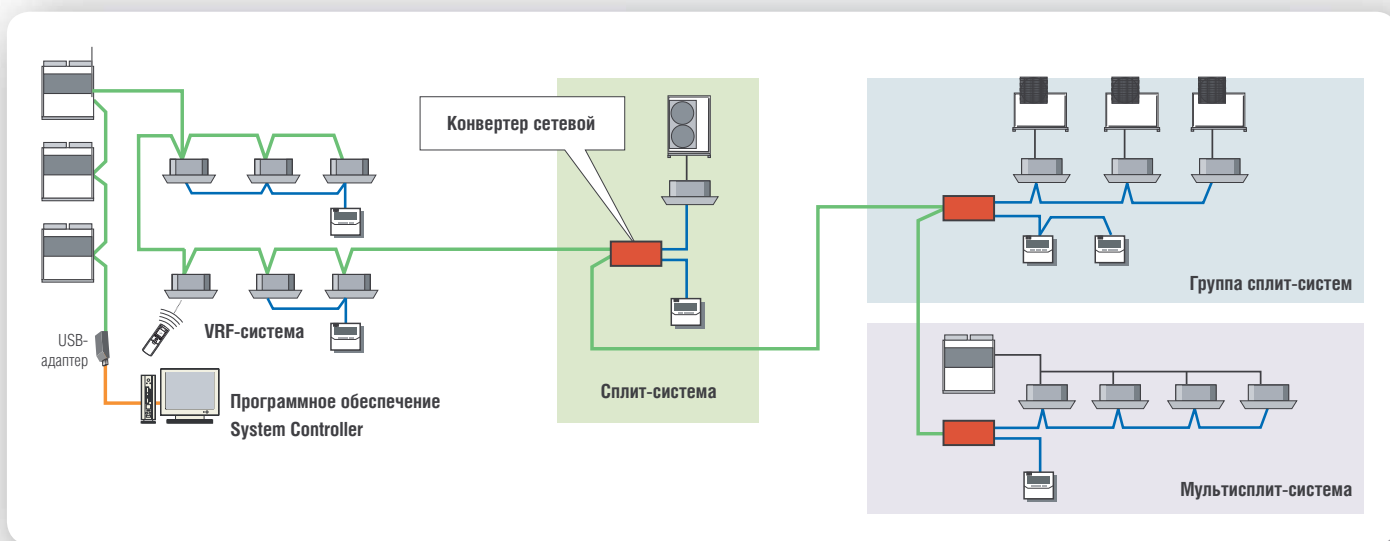 Конвертер сетевой
Группа сплит-систем
USB-
адаптер
VRF-система
Сплит-система
Программное обеспечение
System Controller
Мультисплит-система